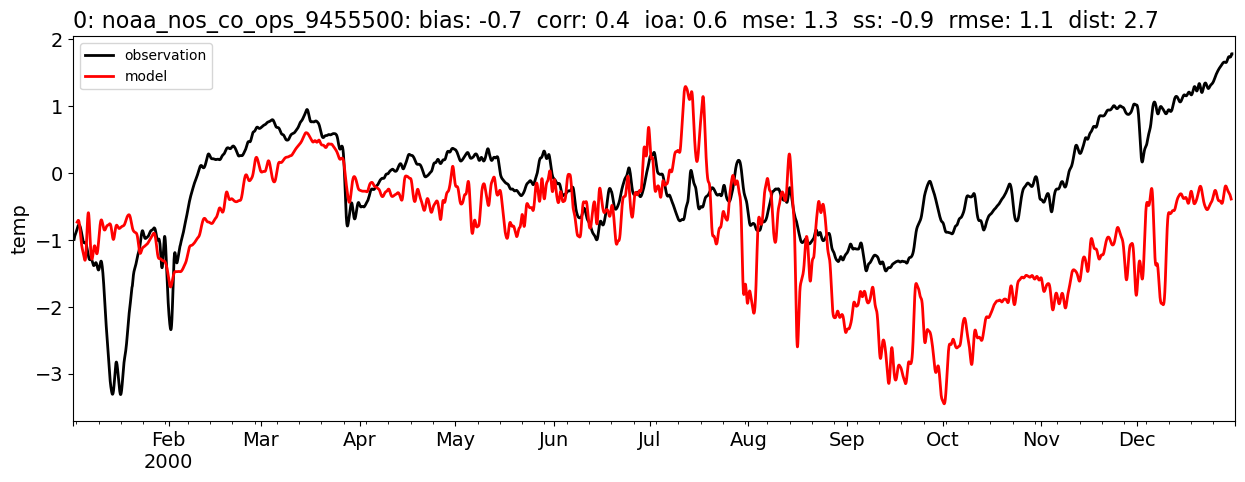 0: noaa_nos_co_ops_9455500: bias: -0.7  corr: 0.4  ioa: 0.6  mse: 1.3  ss: -0.9  rmse: 1.1  dist: 2.7
observation
model
temp
2
1
0
−1
−2
−3
Feb
2000
Mar
Apr
May
Jun
Jul
Aug
Sep
Oct
Nov
Dec